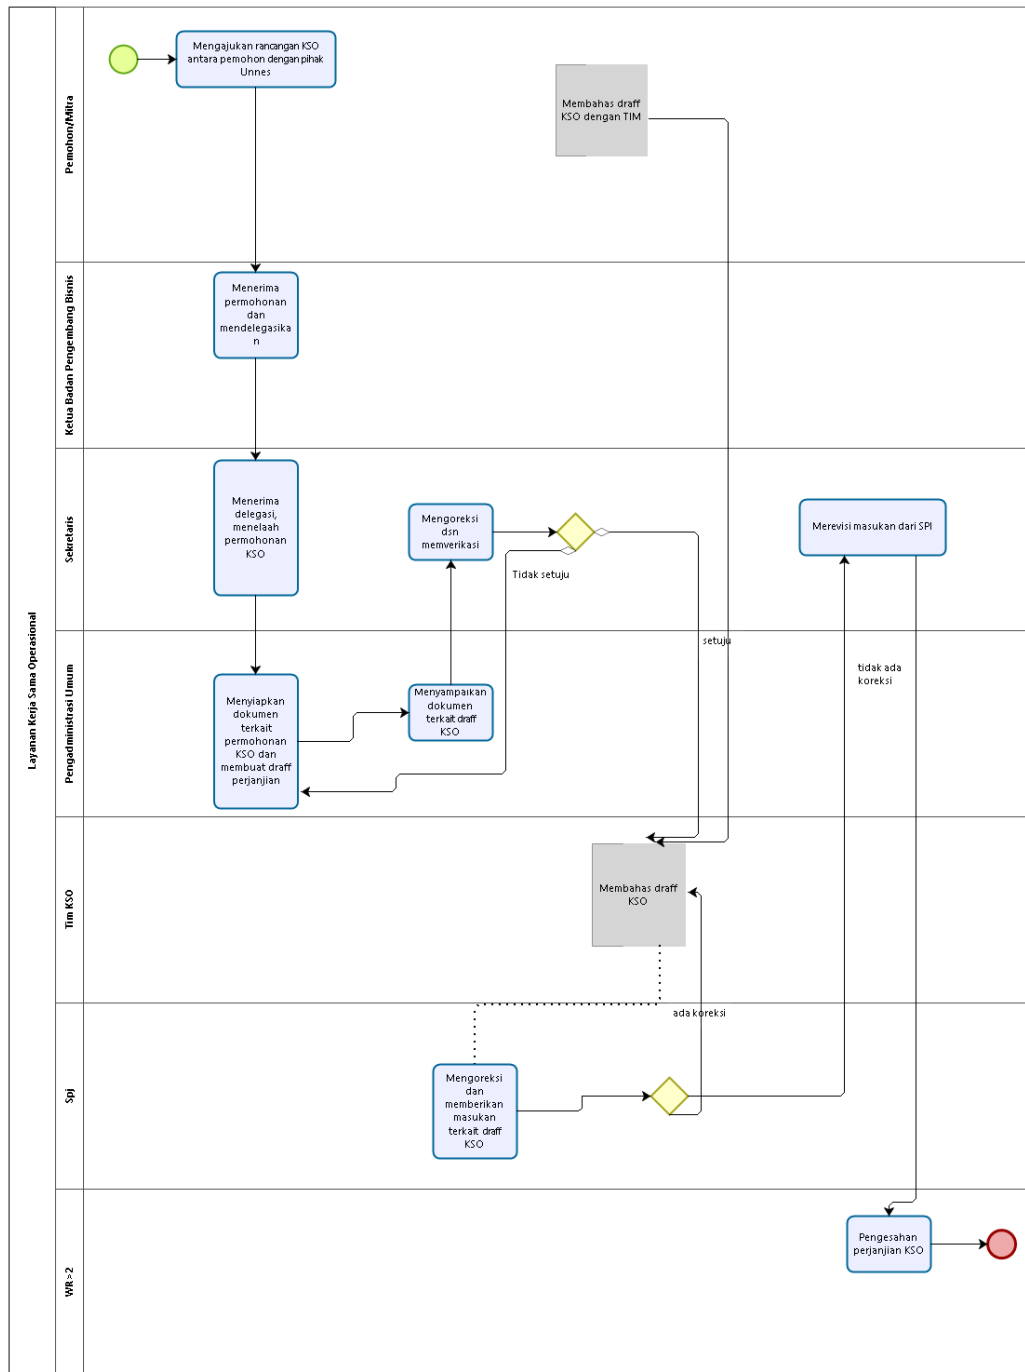 Layanan Kerja Sama Operasional
Pemohon/Mitra
Mengajukan rancangan KSO
antara pemohon dengan pihak
Unnes
Membahas draff
KSO dengan TIM
Ketua Badan Pengembang Bisnis
Menerima
permohonan
dan
mendelegasika
n
Sekretaris
Menerima
delegasi,
menelaah
permohonan
KSO
Mengoreksi
dsn
memverikasi
Tidak setuju
setuju
Merevisi masukan dari SPI
Pengadministrasi Umum
Menyiapkan
dokumen
terkait
permohonan
KSO dan
membuat draff
perjanjian
Menyampaikan
dokumen
terkait draff
KSO
tidak ada
koreksi
Tim KSO
Membahas draff
KSO
Spj
ada koreksi
Mengoreksi
dan
memberikan
masukan
terkait draff
KSO
WR>2
Pengesahan
perjanjian KSO